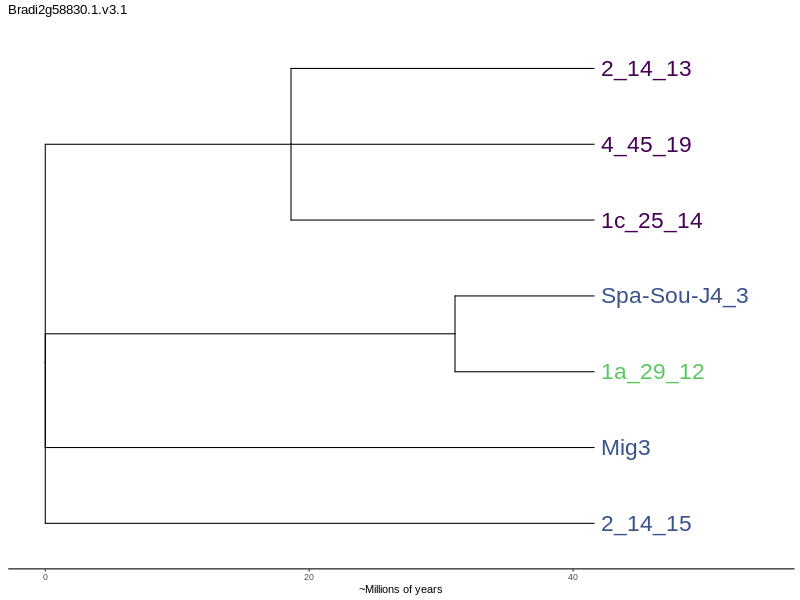 Bradi2g58830.1.v3.1
2_14_13
4_45_19
1c_25_14
Spa-Sou-J4_3
1a_29_12
Mig3
2_14_15
0 20 40
~Millions of years